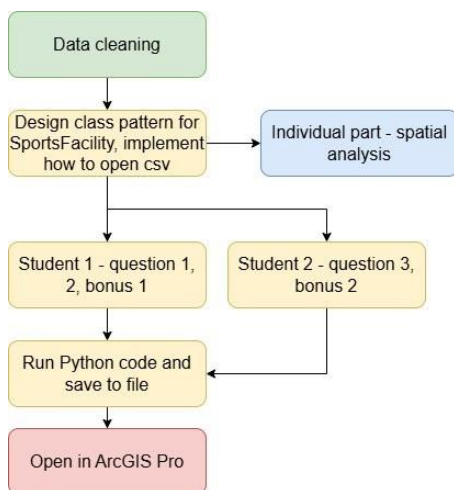 Data cleaning
Design class pattern for
SportsFacility, implement
how to open csv
Individual part - spatial
analysis
Student 1 - question 1,
2, bonus 1
Student 2 - question 3,
bonus 2
Run Python code and
save to file
Open in ArcGIS Pro